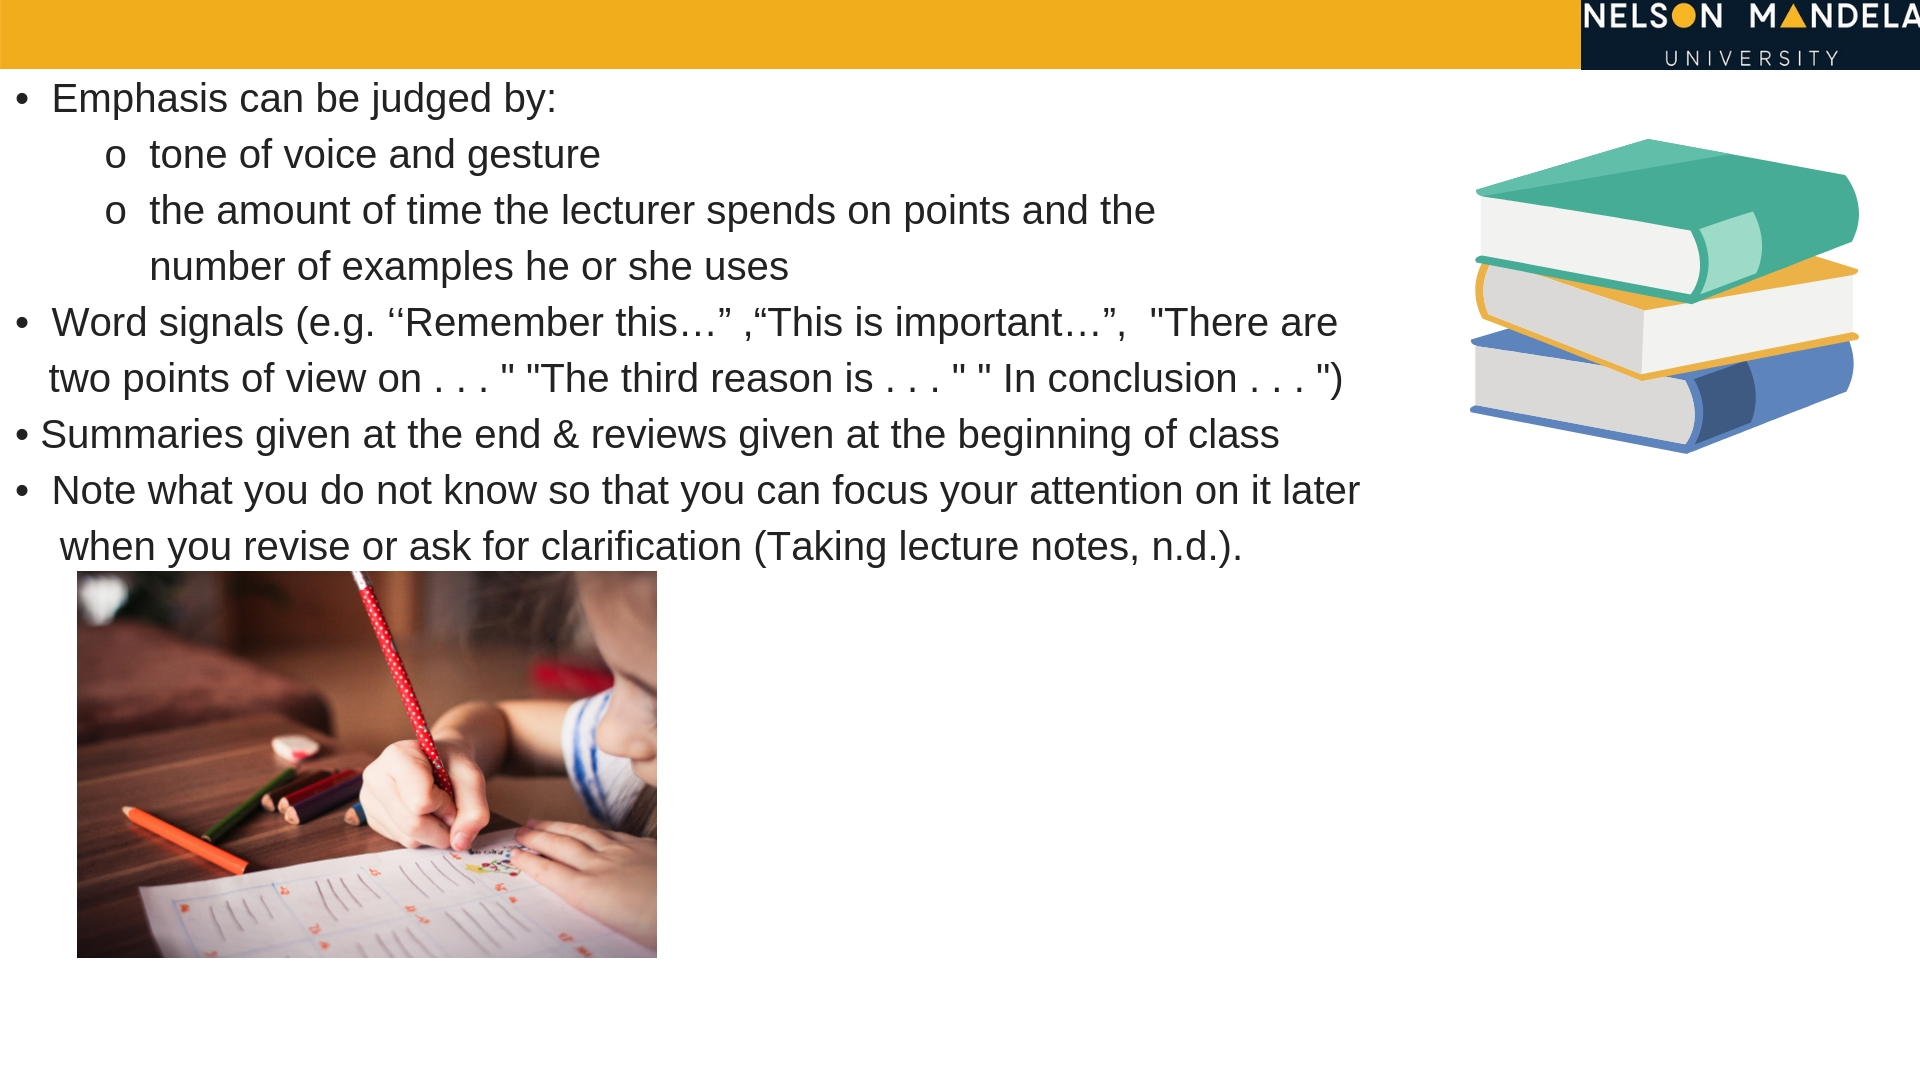 NELSON MANDELA
UNIVERSITY
• Emphasis can be judged by:
o tone of voice and gesture
o the amount of time the lecturer spends on points and the
number of examples he or she uses
• Word signals (e.g. ‘‘Remember this…” ,“This is important…”, "There are
two points of view on . . . " "The third reason is . . . " " In conclusion . . . ")
• Summaries given at the end & reviews given at the beginning of class
• Note what you do not know so that you can focus your attention on it later
when you revise or ask for clarification (Taking lecture notes, n.d.).